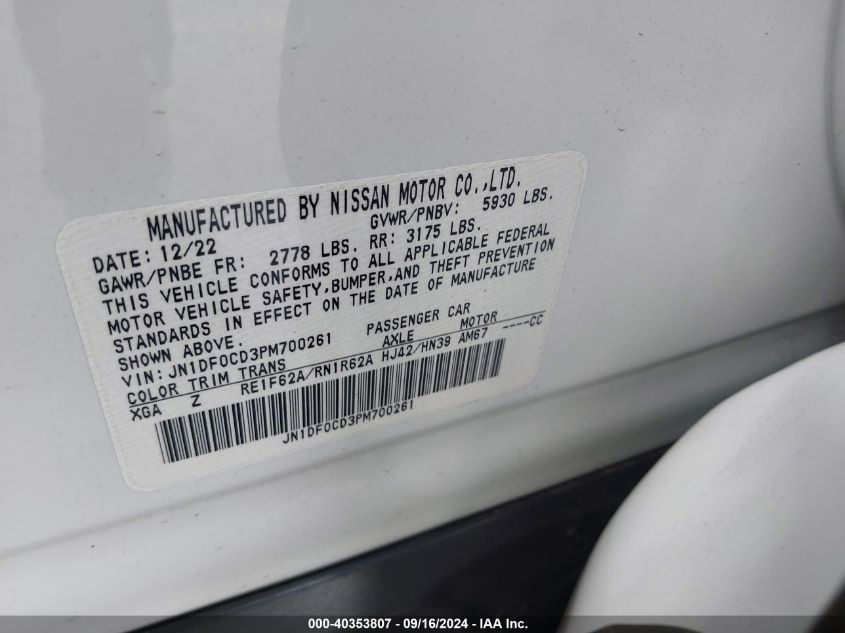 MANUFACTURED BY NISSAN MOTOR CO.,LTD.
DATE: 12/22 GVWR/PNBV: 5930 LBS.
GAWR/PNBE FR: 2778 LBS. RR: 3175 LBS.
THIS VEHICLE CONFORMS TO ALL APPLICABLE FEDERAL
MOTOR VEHICLE SAFETY,BUMPER,AND THEFT PREVENTION
STANDARDS IN EFFECT ON THE DATE OF MANUFACTURE
SHOWN ABOVE.
VIN: JN1DF0CD3PM700261 PASSENGER CAR
COLOR TRIM TRANS AXLE MOTOR
XGA Z RE1F62A/RN1R62A HJ42/HN39 AM67 ----CC
JN1DF0CD3PM700261
000-40353807 - 09/16/2024 - © IAA, Inc.